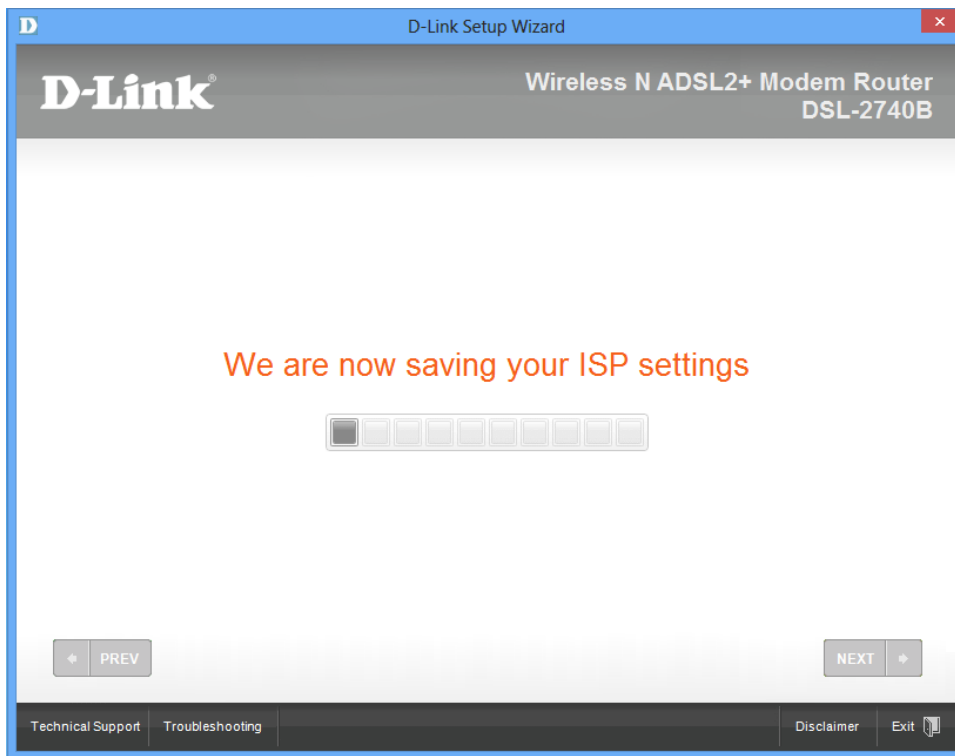 D
D-Link Setup Wizard
D-Link®
Wireless N ADSL2+ Modem Router
DSL-2740B
We are now saving your ISP settings
PREV
NEXT
Technical Support
Troubleshooting
Disclaimer
Exit